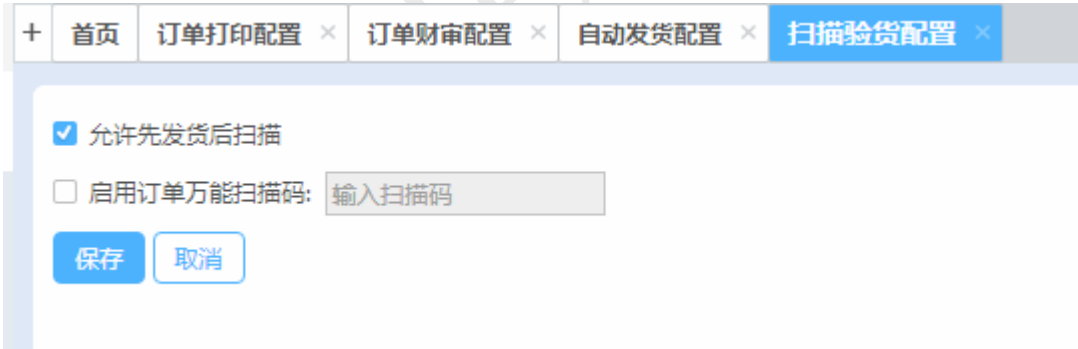 + 首页 订单打印配置 × 订单财审配置 × 自动发货配置 × 扫描验货配置 ×
允许先发货后扫描
启用订单万能扫描码: 输入扫描码
保存 取消